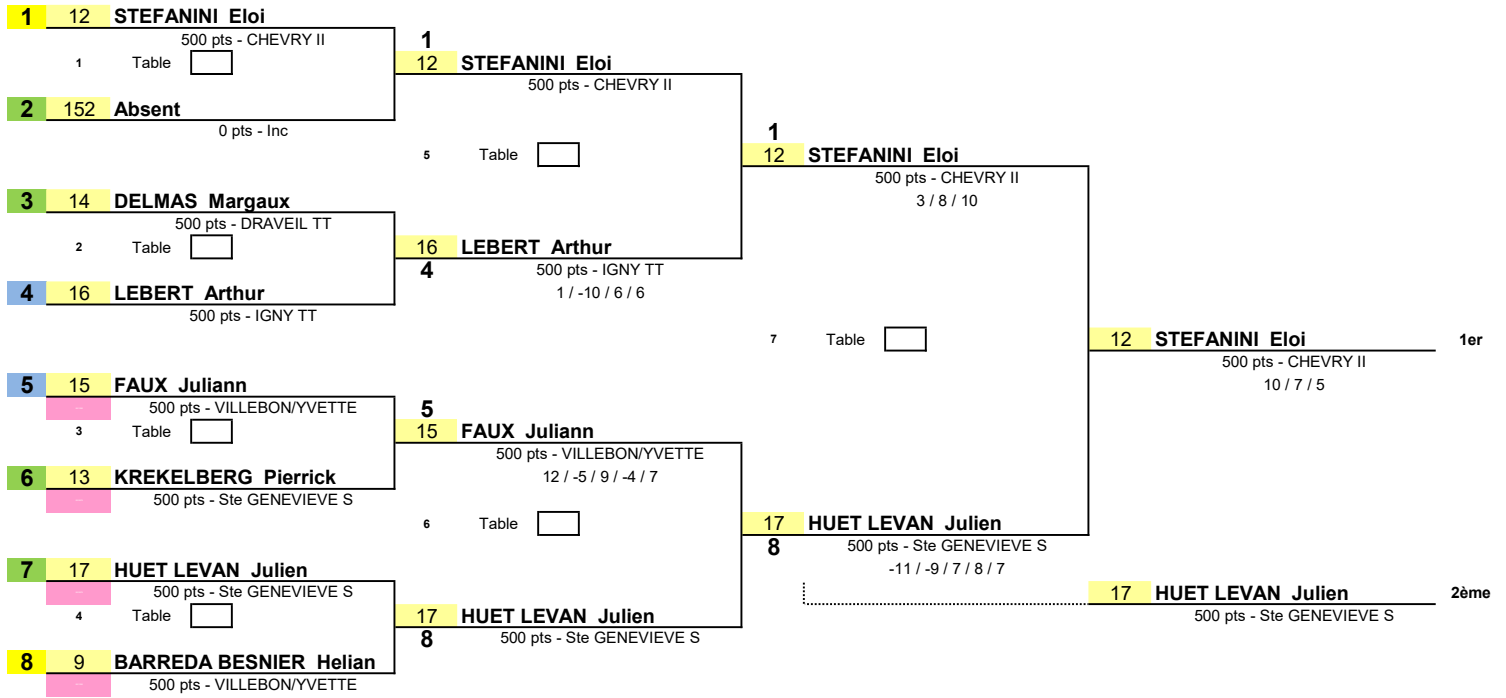 1 12 STEFANINI Eloi
500 pts - CHEVRY II
1 Table
2 152 Absent
0 pts - Inc
3 14 DELMAS Margaux
500 pts - DRAVEIL TT
2 Table
4 16 LEBERT Arthur
500 pts - IGNY TT
5 15 FAUX Juliann
-- 500 pts - VILLEBON/YVETTE
3 Table
6 13 KREKELBERG Pierrick
-- 500 pts - Ste GENEVIEVE S
7 17 HUET LEVAN Julien
-- 500 pts - Ste GENEVIEVE S
4 Table
8 9 BARREDA BESNIER Helian
-- 500 pts - VILLEBON/YVETTE
1
12 STEFANINI Eloi
500 pts - CHEVRY II
5 Table
16 LEBERT Arthur
4 500 pts - IGNY TT
1 / -10 / 6 / 6
5
15 FAUX Juliann
500 pts - VILLEBON/YVETTE
12 / -5 / 9 / -4 / 7
6 Table
17 HUET LEVAN Julien
8 500 pts - Ste GENEVIEVE S
1
12 STEFANINI Eloi
500 pts - CHEVRY II
3 / 8 / 10
7 Table
17 HUET LEVAN Julien
8 500 pts - Ste GENEVIEVE S
-11 / -9 / 7 / 8 / 7
12 STEFANINI Eloi 1er
500 pts - CHEVRY II
10 / 7 / 5
17 HUET LEVAN Julien 2ème
500 pts - Ste GENEVIEVE S